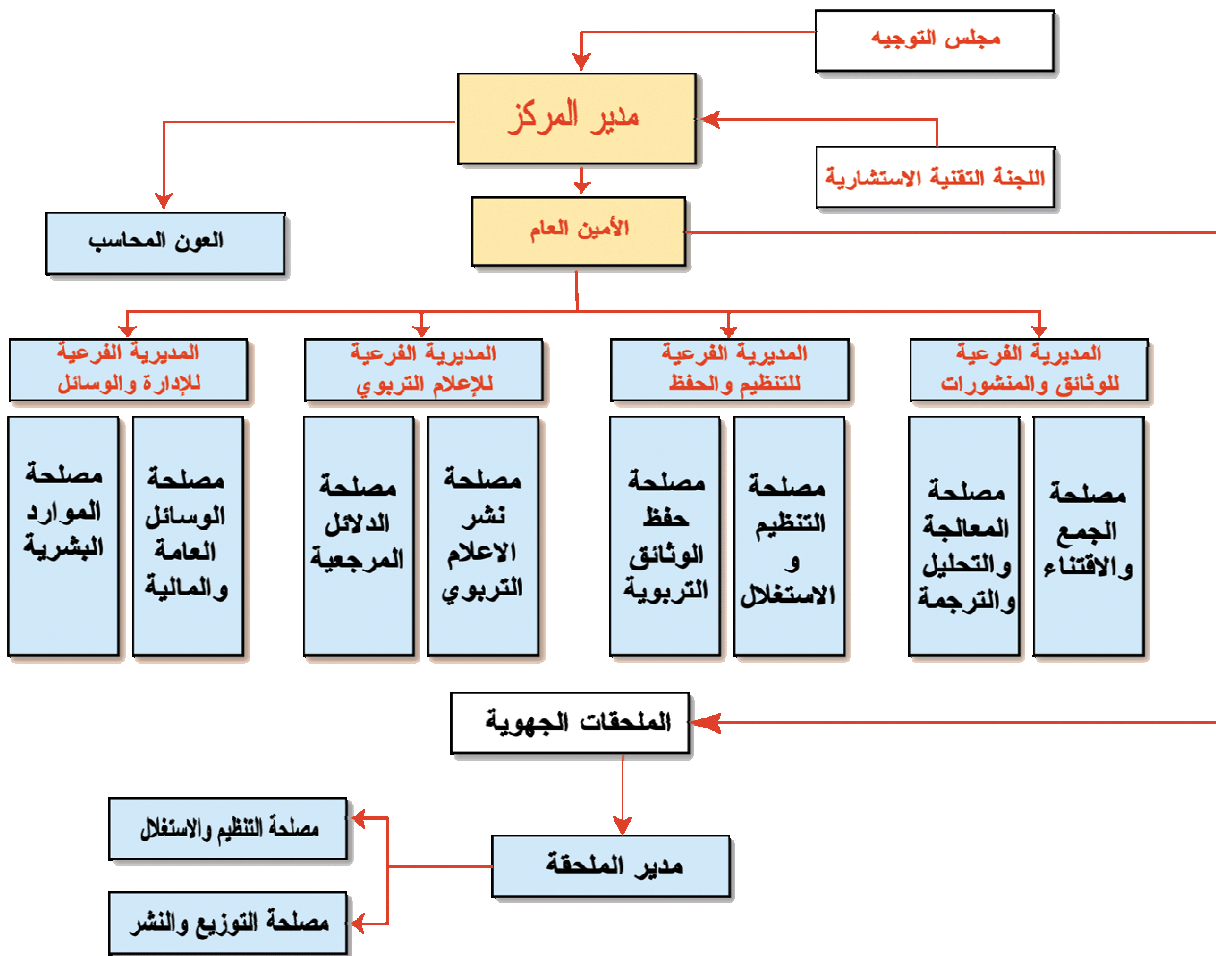 مجلس التوجيه
مدير المركز
اللجنة التقنية الاستشارية
الأمين العام
العون المحاسب
المديرية الفرعية
للوثائق والمنشورات
المديرية الفرعية
للتنظيم والحفظ
المديرية الفرعية
للإعلام التربوي
المديرية الفرعية
للإدارة والوسائل
مصلحة
الجمع
والاقتناء
مصلحة
المعالجة
والتحليل
والترجمة
مصلحة
التنظيم
و
الاستغلال
مصلحة
حفظ
الوثائق
التربوية
مصلحة
نشر
الاعلام
التربوي
مصلحة
الدلائل
المرجعية
مصلحة
الوسائل
العامة
والمالية
مصلحة
الموارد
البشرية
الملحقات الجهوية
مدير الملحقة
مصلحة التنظيم والاستغلال
مصلحة التوزيع والنشر